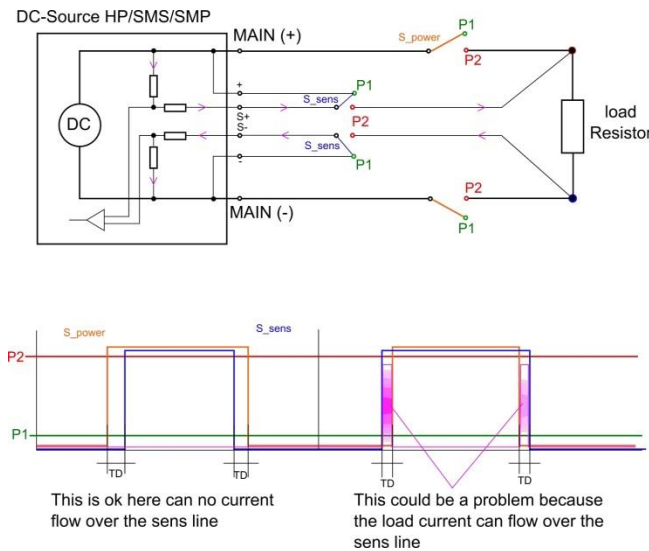 DC-Source HP/SMS/SMP
MAIN (+)
S_power
P1
P2
+
P1
S_sens
S+
S-
P2
S_sens
P1
-
DC
load
Resistor
P2
MAIN (-)
P1
S_power
S_sens
P2
P1
TD
TD
TD
TD
This is ok here can no current
flow over the sens line
This could be a problem because
the load current can flow over the
sens line